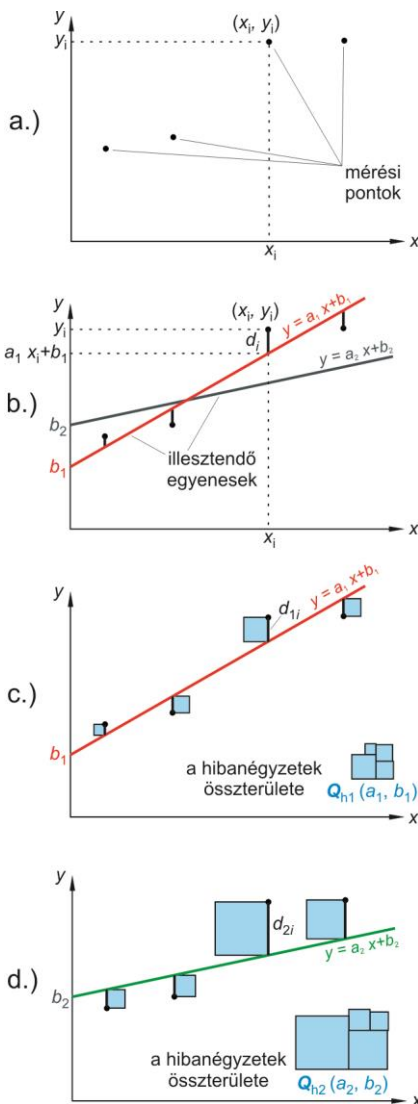 y
(xᵢ, yᵢ)
yᵢ
a.)
mérési
pontok
x
xᵢ
y
(xᵢ, yᵢ)
y = a₁ x+b₁
yᵢ
dᵢ
a₁ xᵢ+b₁
y = a₂ x+b₂
b.)
b₂
illesztendő
egyenesek
b₁
x
xᵢ
y
y = a₁ x+b₁
d₁ᵢ
c.)
b₁
a hibanégyzetek
összterülete
Qₕ₁ (a₁, b₁)
x
y
d₂ᵢ
y = a₂ x+b₂
d.)
b₂
a hibanégyzetek
összterülete
Qₕ₂ (a₂, b₂)
x